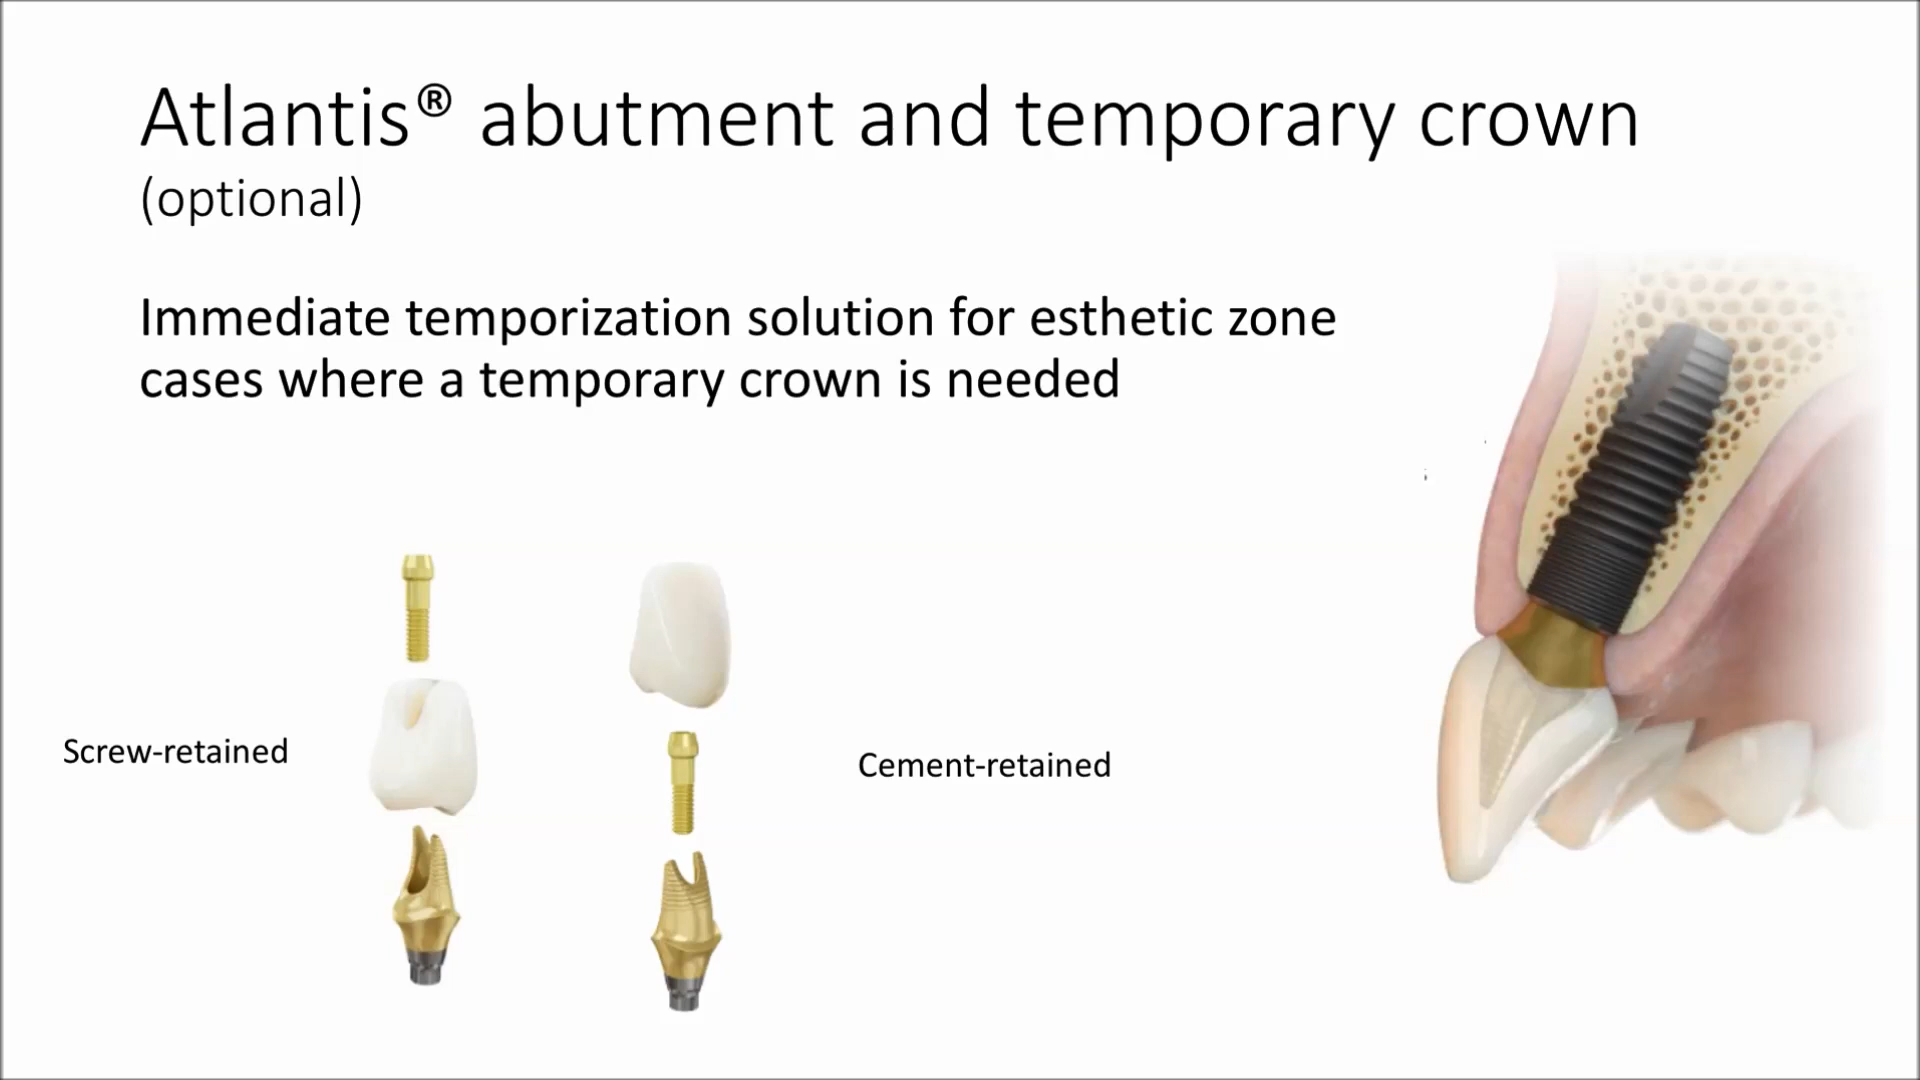 Atlantis® abutment and temporary crown
(optional)
Immediate temporization solution for esthetic zone
cases where a temporary crown is needed
Screw-retained
Cement-retained